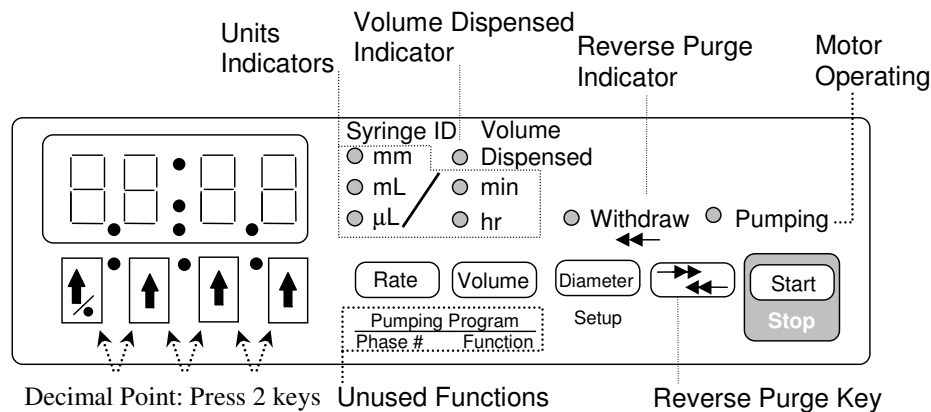 Units
Indicators
Volume Dispensed
Indicator
Reverse Purge
Indicator
Motor
Operating
Syringe ID
Volume
Dispensed
mm
mL
µL
min
hr
Withdraw
Pumping
Rate
Volume
Diameter
Start
Setup
Stop
Pumping Program
Phase # Function
Decimal Point: Press 2 keys
Unused Functions
Reverse Purge Key